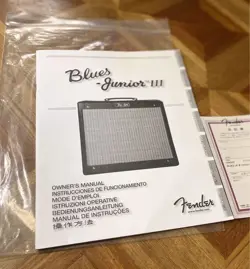 Blues
Junior™ III
OWNER'S MANUAL
INSTRUCCIONES DE FUNCIONAMIENTO
MODE D'EMPLOI
ISTRUZIONI OPERATIVE
BEDIENUNGSANLEITUNG
MANUAL DE INSTRUÇÕES
操作方法
Fender